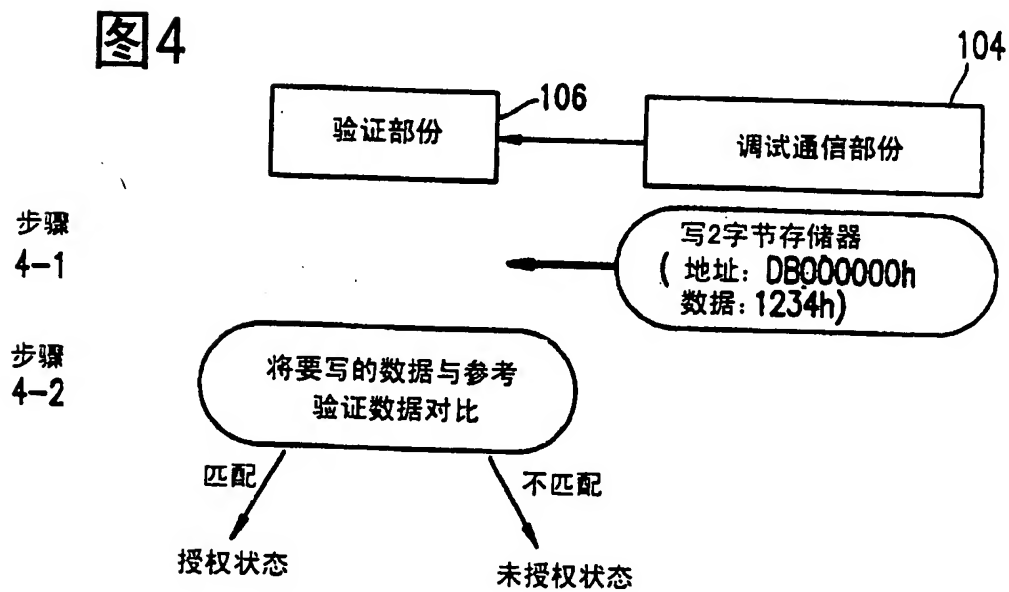 图4
104
106
验证部份
调试通信部份
步骤
4-1
写2字节存储器
( 地址: DB000000h
数据: 1234h)
步骤
4-2
将要写的数据与参考
验证数据对比
匹配
不匹配
授权状态
未授权状态